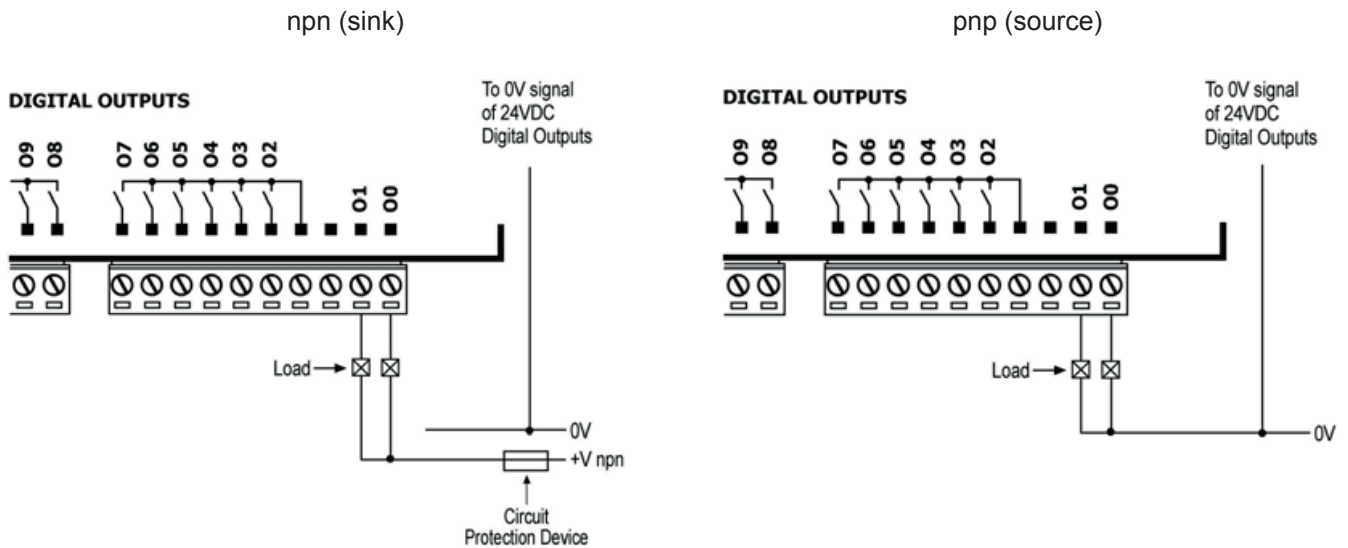 npn (sink)
DIGITAL OUTPUTS
To 0V signal
of 24VDC
Digital Outputs
O9 O8 O7 O6 O5 O4 O3 O2 O1 O0
Load
0V
+V npn
Circuit
Protection Device
pnp (source)
DIGITAL OUTPUTS
To 0V signal
of 24VDC
Digital Outputs
O9 O8 O7 O6 O5 O4 O3 O2 O1 O0
Load
0V